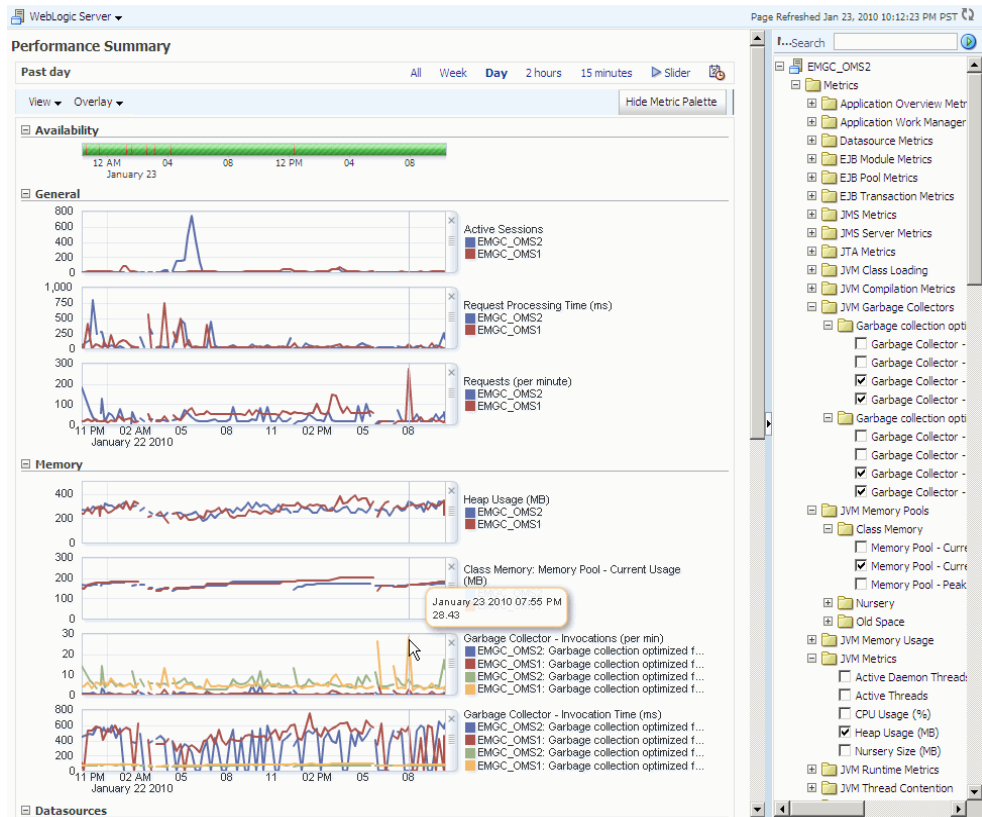 WebLogic Server
Page Refreshed Jan 23, 2010 10:12:23 PM PST
Performance Summary
Past day
All Week Day 2 hours 15 minutes Slider
View Overlay
Hide Metric Palette
Availability
12 AM 04 08 12 PM 04 08
January 23
General
800
600
400
200
0
Active Sessions
EMGC_OMS2
EMGC_OMS1
1,000
750
500
250
0
Request Processing Time (ms)
EMGC_OMS2
EMGC_OMS1
300
200
100
0
Requests (per minute)
EMGC_OMS2
EMGC_OMS1
11 PM 02 AM 05 08 11 02 PM 05 08
January 22 2010
Memory
400
200
0
Heap Usage (MB)
EMGC_OMS2
EMGC_OMS1
300
200
100
0
Class Memory: Memory Pool - Current Usage
(MB)
January 23 2010 07:55 PM
28.43
30
20
10
0
Garbage Collector - Invocations (per min)
EMGC_OMS2: Garbage collection optimized f...
EMGC_OMS1: Garbage collection optimized f...
EMGC_OMS2: Garbage collection optimized f...
EMGC_OMS1: Garbage collection optimized f...
800
600
400
200
0
Garbage Collector - Invocation Time (ms)
EMGC_OMS2: Garbage collection optimized f...
EMGC_OMS1: Garbage collection optimized f...
EMGC_OMS2: Garbage collection optimized f...
EMGC_OMS1: Garbage collection optimized f...
11 PM 02 AM 05 08 11 02 PM 05 08
January 22 2010
Datasources
Search
EMGC_OMS2
Metrics
Application Overview Metr
Application Work Manager
Datasource Metrics
EJB Module Metrics
EJB Pool Metrics
EJB Transaction Metrics
JMS Metrics
JMS Server Metrics
JTA Metrics
JVM Class Loading
JVM Compilation Metrics
JVM Garbage Collectors
Garbage collection opti
Garbage Collector -
Garbage Collector -
Garbage Collector -
Garbage Collector -
Garbage collection opti
Garbage Collector -
Garbage Collector -
Garbage Collector -
Garbage Collector -
JVM Memory Pools
Class Memory
Memory Pool - Curre
Memory Pool - Curre
Memory Pool - Peak
Nursery
Old Space
JVM Memory Usage
JVM Metrics
Active Daemon Threads
Active Threads
CPU Usage (%)
Heap Usage (MB)
Nursery Size (MB)
JVM Runtime Metrics
JVM Thread Contention